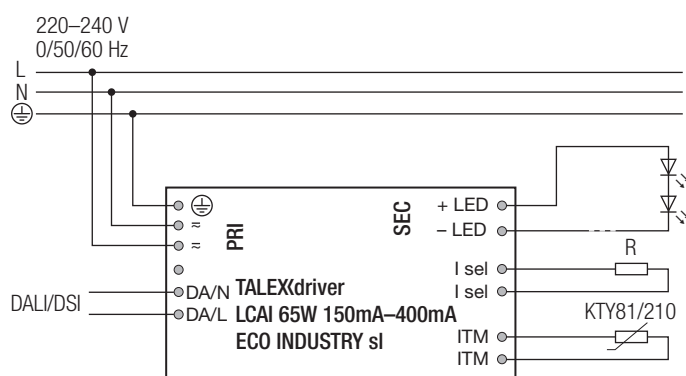 220–240 V
0/50/60 Hz
L
N
PRI
SEC
+ LED
– LED
I sel
I sel
R
DALI/DSI
DA/N
DA/L
TALEXXdriver
LCAI 65W 150mA–400mA
ECO INDUSTRY sl
ITM
ITM
KTY81/210